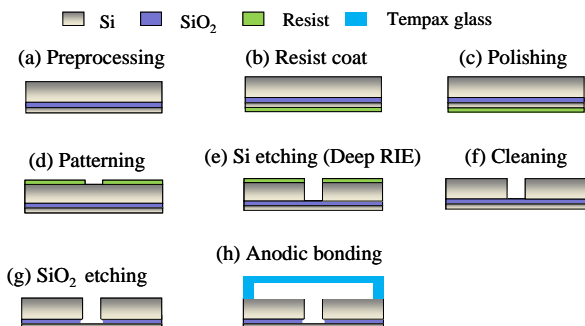 Si SiO₂ Resist Tempax glass
(a) Preprocessing (b) Resist coat (c) Polishing
(d) Patterning (e) Si etching (Deep RIE) (f) Cleaning
(g) SiO₂ etching (h) Anodic bonding